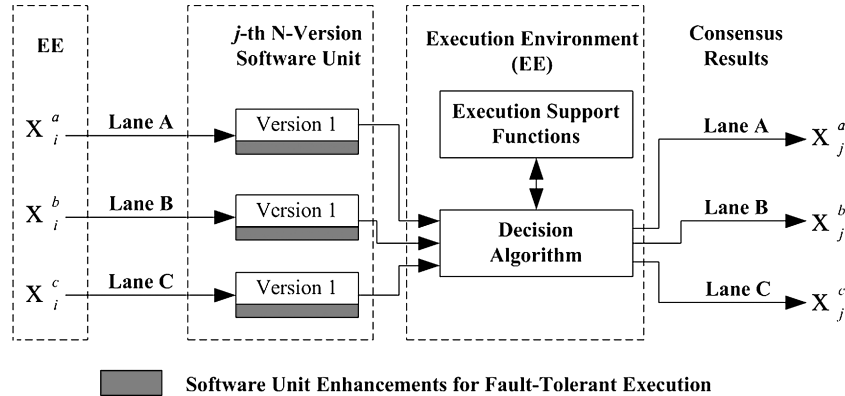 EE
j-th N-Version
Software Unit
Execution Environment
(EE)
Consensus
Results
X a i
Lane A
Version 1
Execution Support
Functions
Lane A
X a j
X b i
Lane B
Version 1
Decision
Algorithm
Lane B
X b j
X c i
Lane C
Version 1
Lane C
X c j
Software Unit Enhancements for Fault-Tolerant Execution